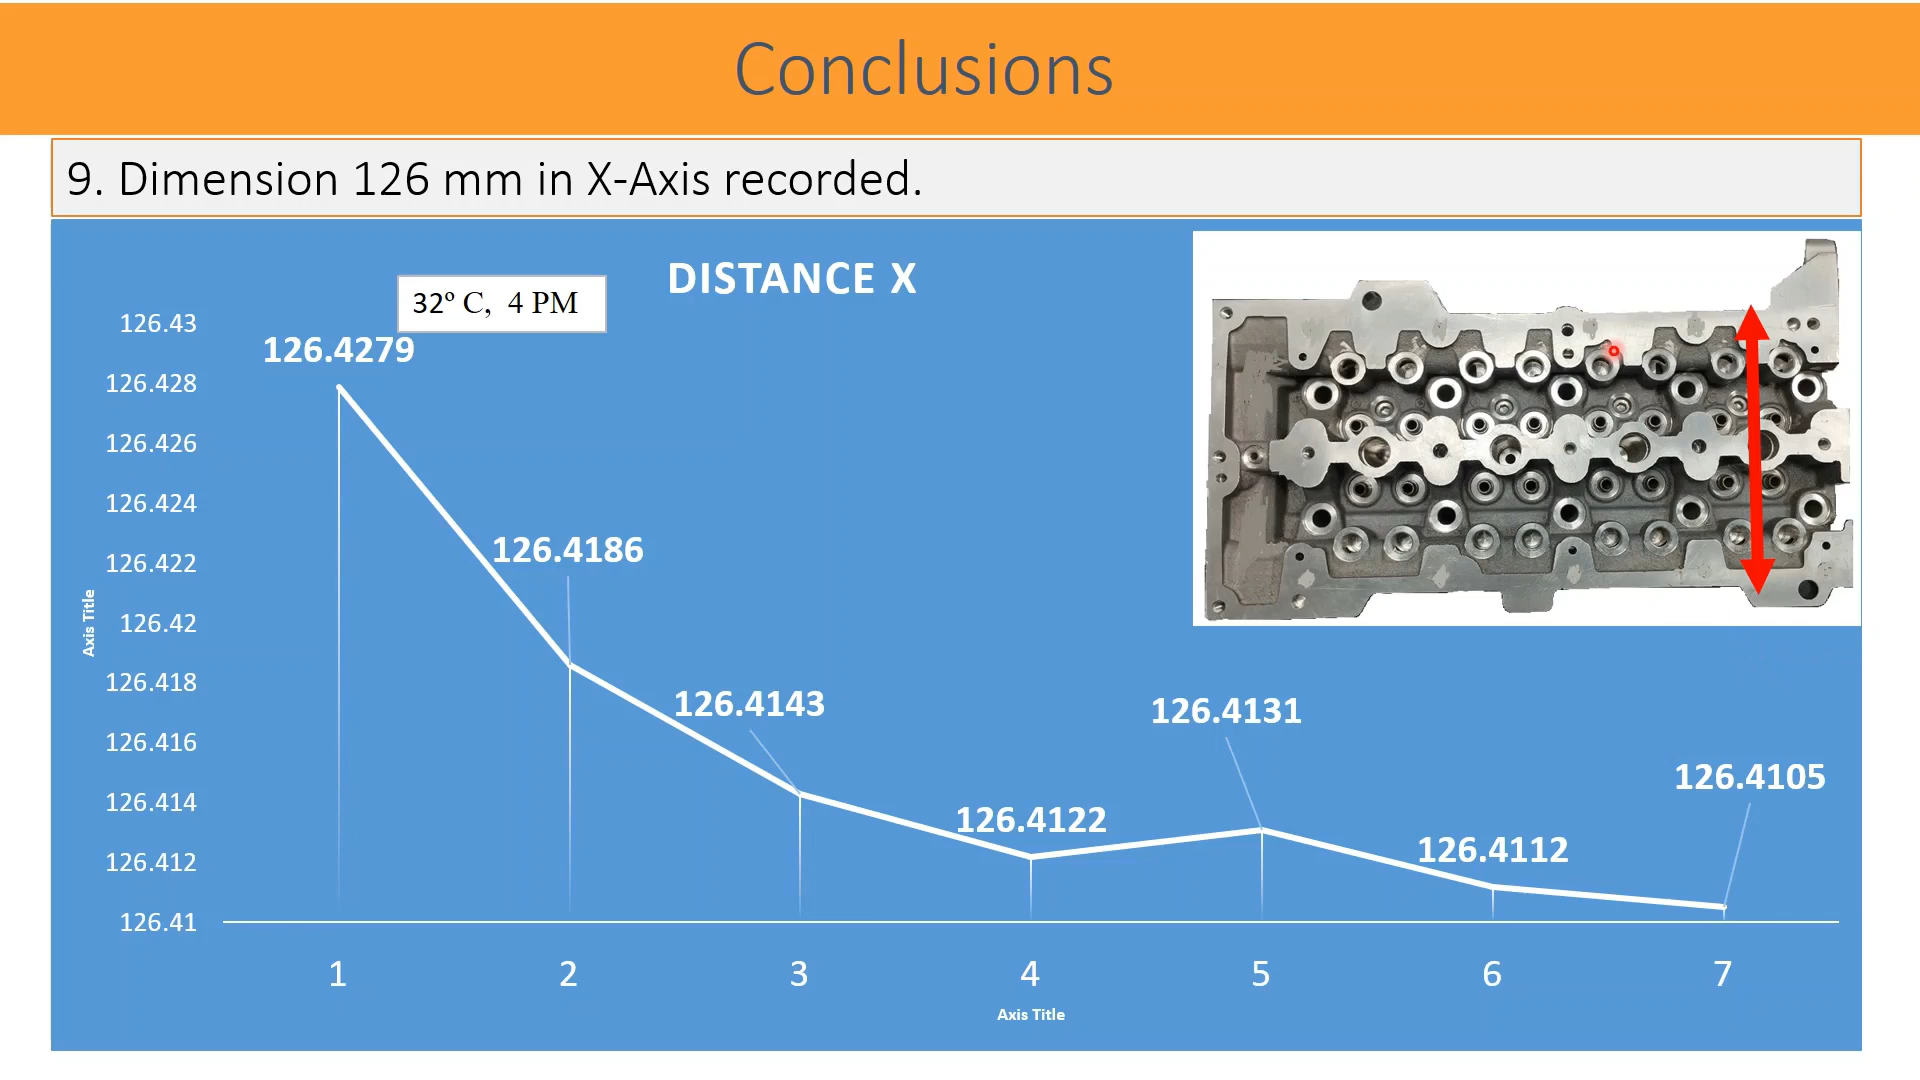 Conclusions
9. Dimension 126 mm in X-Axis recorded.
DISTANCE X
32º C,  4 PM
126.43
126.428
126.426
126.424
126.422
126.42
126.418
126.416
126.414
126.412
126.41
Axis Title
126.4279
126.4186
126.4143
126.4122
126.4131
126.4112
126.4105
1 2 3 4 5 6 7
Axis Title